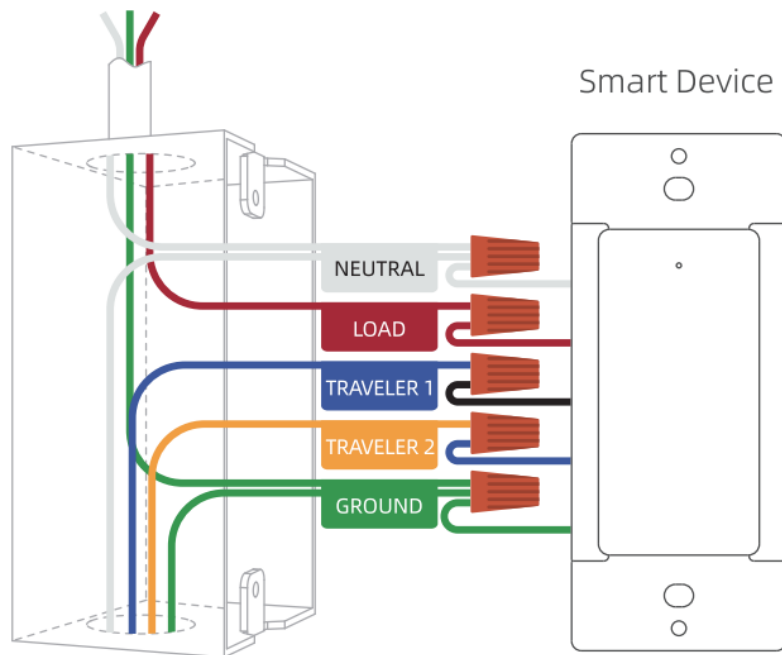 Smart Device
NEUTRAL
LOAD
TRAVELER 1
TRAVELER 2
GROUND